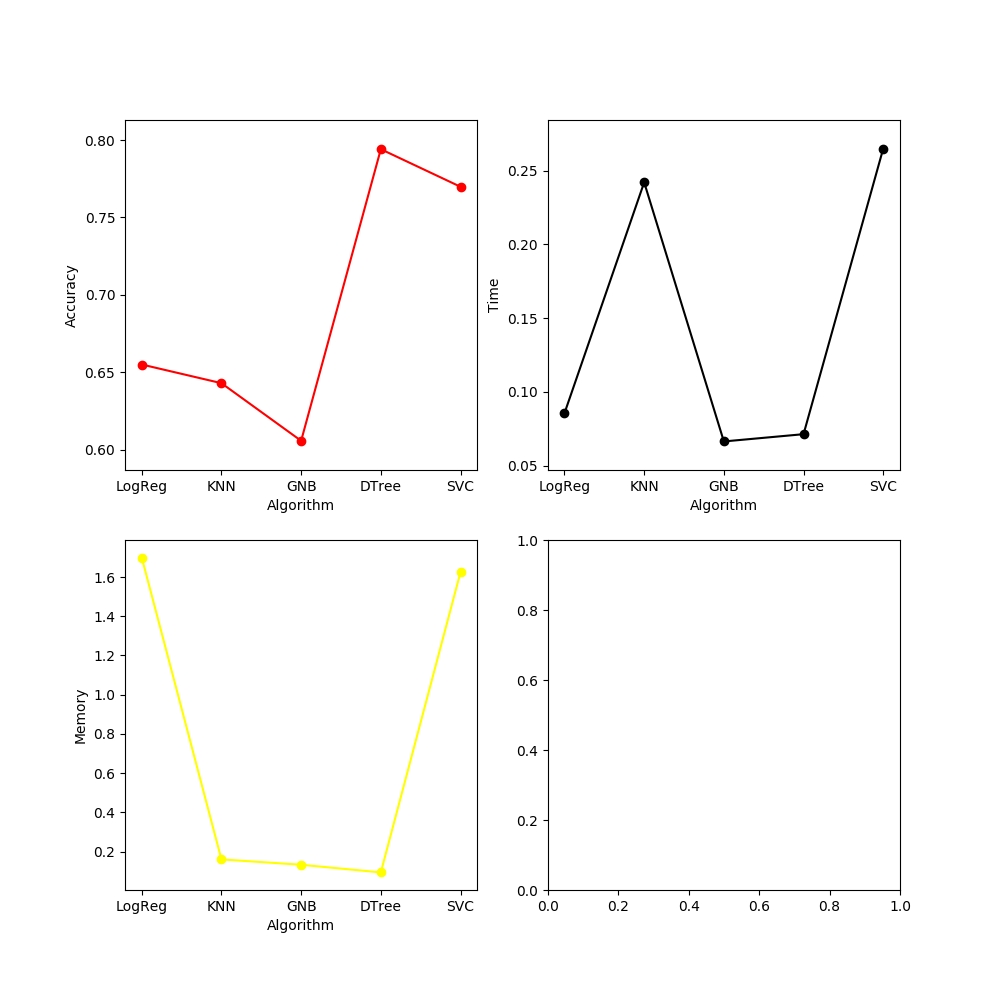 0.80
0.75
0.70
0.65
0.60
Accuracy
LogReg KNN GNB DTree SVC
Algorithm
0.25
0.20
0.15
0.10
0.05
Time
LogReg KNN GNB DTree SVC
Algorithm
1.6
1.4
1.2
1.0
0.8
0.6
0.4
0.2
Memory
LogReg KNN GNB DTree SVC
Algorithm
1.0
0.8
0.6
0.4
0.2
0.0
0.0 0.2 0.4 0.6 0.8 1.0